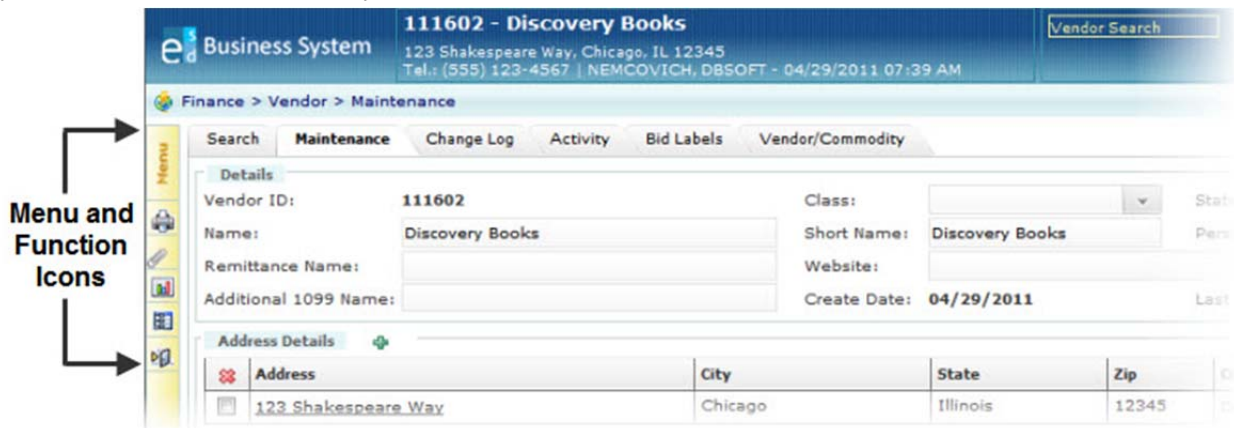 111602 - Discovery Books
Vendor Search
esd Business System
123 Shakespeare Way, Chicago, IL 12345
Tel.: (555) 123-4567 | NEMCOVICH, DBSOFT - 04/29/2011 07:39 AM
Finance > Vendor > Maintenance
Menu
Search Maintenance Change Log Activity Bid Labels Vendor/Commodity
Details
Vendor ID: 111602 Class:
Menu and
Function
Icons
Name: Discovery Books Short Name: Discovery Books
Remittance Name: Website:
Additional 1099 Name: Create Date: 04/29/2011 Last
Address Details
Address City State Zip
123 Shakespeare Way Chicago Illinois 12345